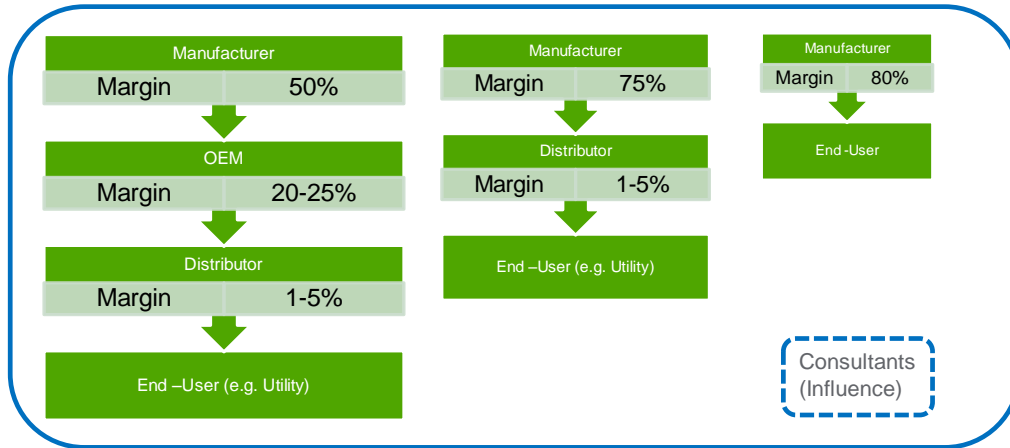 Manufacturer
Margin 50%
OEM
Margin 20-25%
Distributor
Margin 1-5%
End –User (e.g. Utility)
Manufacturer
Margin 75%
Distributor
Margin 1-5%
End –User (e.g. Utility)
Manufacturer
Margin 80%
End -User
Consultants
(Influence)